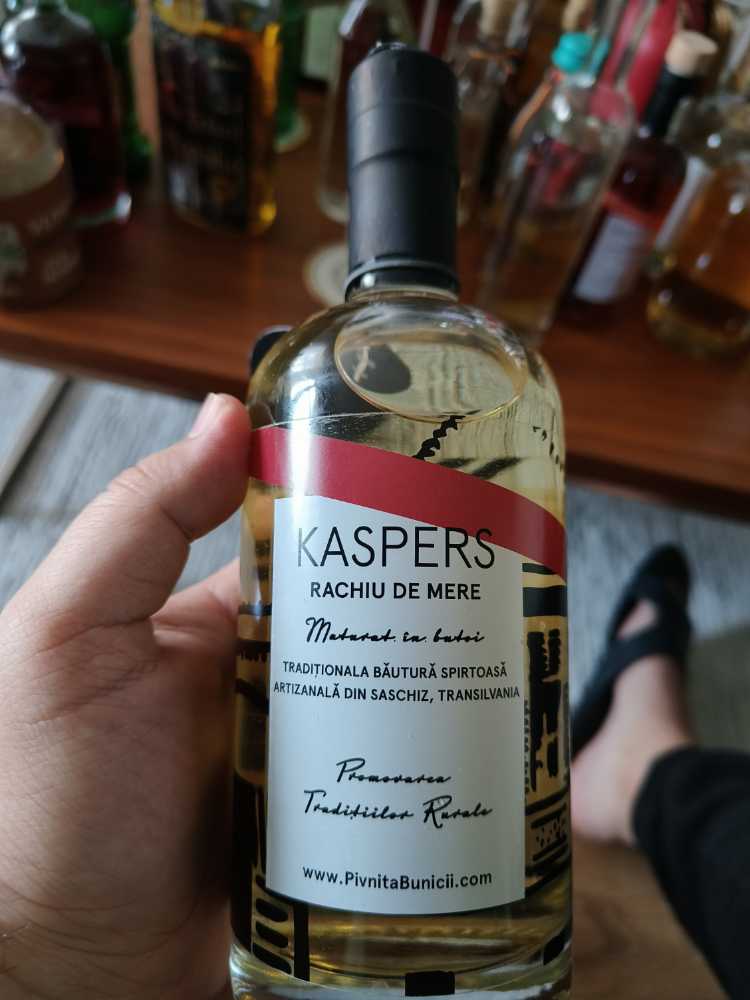 KASPERS
RACHIU DE MERE
Maturat în butoi
TRADIȚIONALA BĂUTURĂ SPIRTOASĂ
ARTIZANALĂ DIN SASCHIZ, TRANSILVANIA
Promovarea
Tradițiilor Rurale
www.PivnitaBunicii.com